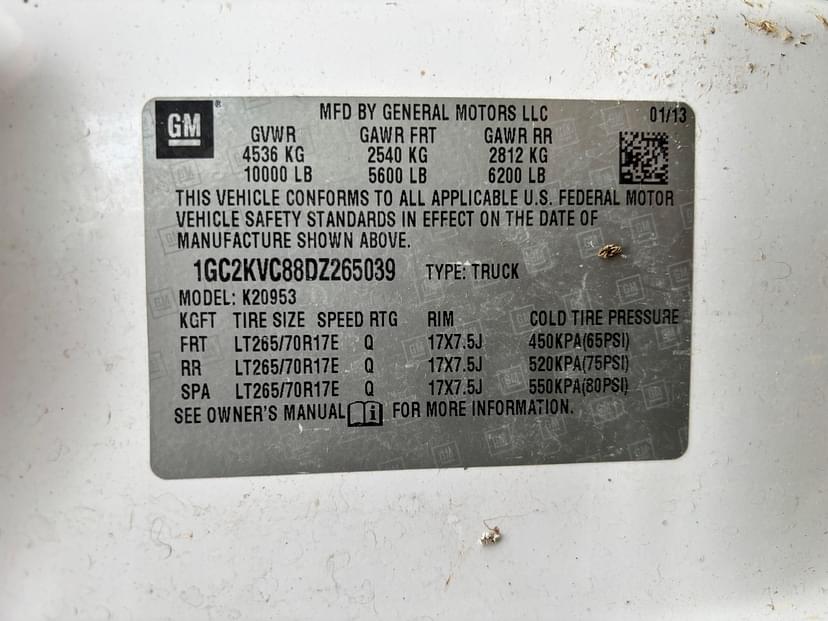 GM® MFD BY GENERAL MOTORS LLC 01/13
GVWR GAWR FRT GAWR RR
4536 KG 2540 KG 2812 KG
10000 LB 5600 LB 6200 LB
THIS VEHICLE CONFORMS TO ALL APPLICABLE U.S. FEDERAL MOTOR
VEHICLE SAFETY STANDARDS IN EFFECT ON THE DATE OF
MANUFACTURE SHOWN ABOVE.
1GC2KVC88DZ265039 TYPE: TRUCK
MODEL: K20953
KGFT TIRE SIZE SPEED RTG RIM COLD TIRE PRESSURE
FRT LT265/70R17E Q 17X7.5J 450KPA(65PSI)
RR LT265/70R17E Q 17X7.5J 520KPA(75PSI)
SPA LT265/70R17E Q 17X7.5J 550KPA(80PSI)
SEE OWNER'S MANUAL i FOR MORE INFORMATION.